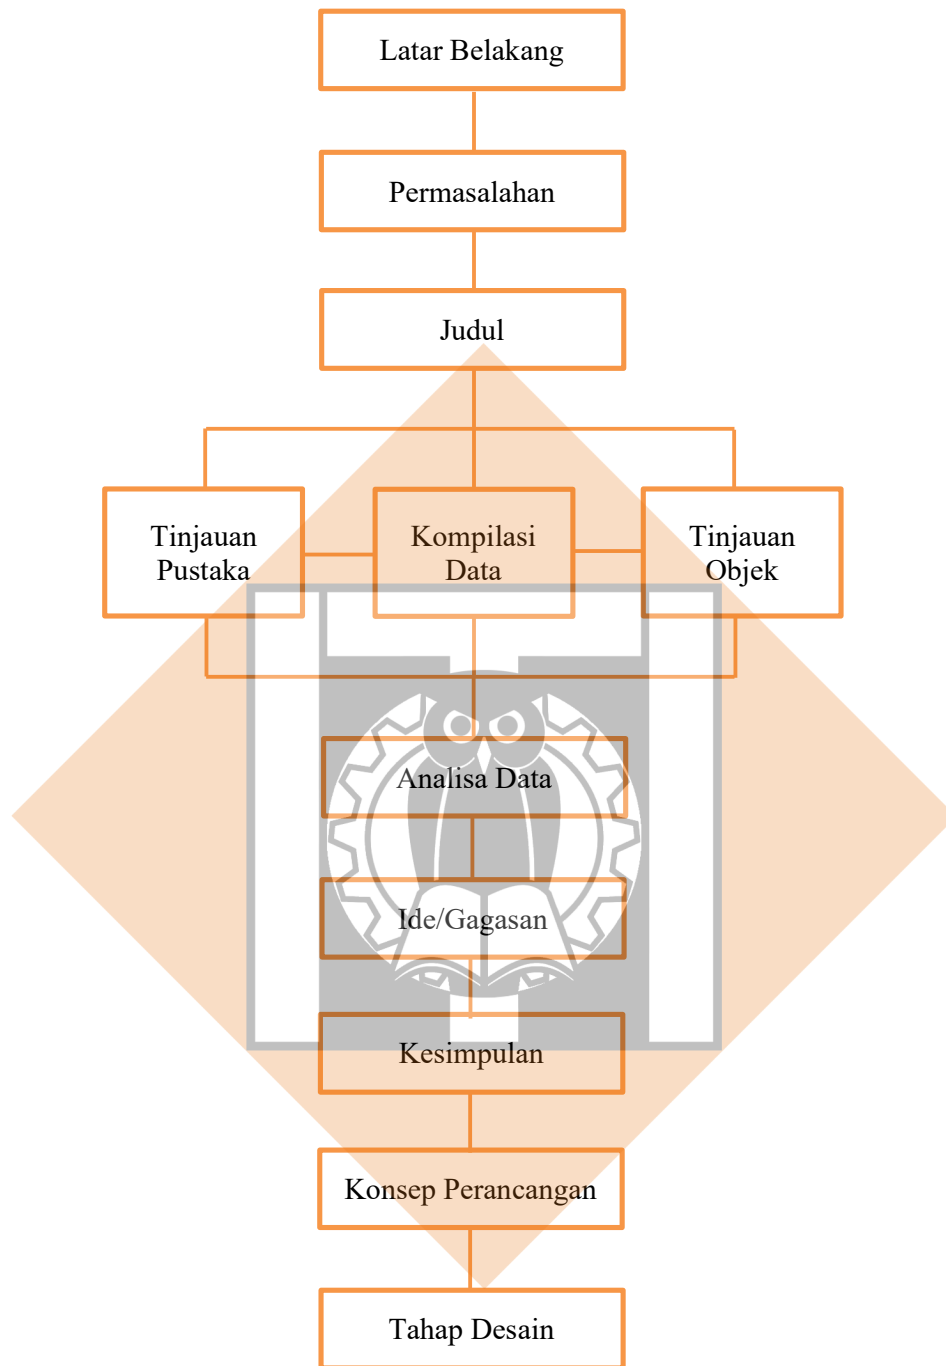 Latar Belakang
Permasalahan
Judul
Tinjauan
Pustaka
Kompilasi
Data
Tinjauan
Objek
Analisa Data
Ide/Gagasan
Kesimpulan
Konsep Perancangan
Tahap Desain